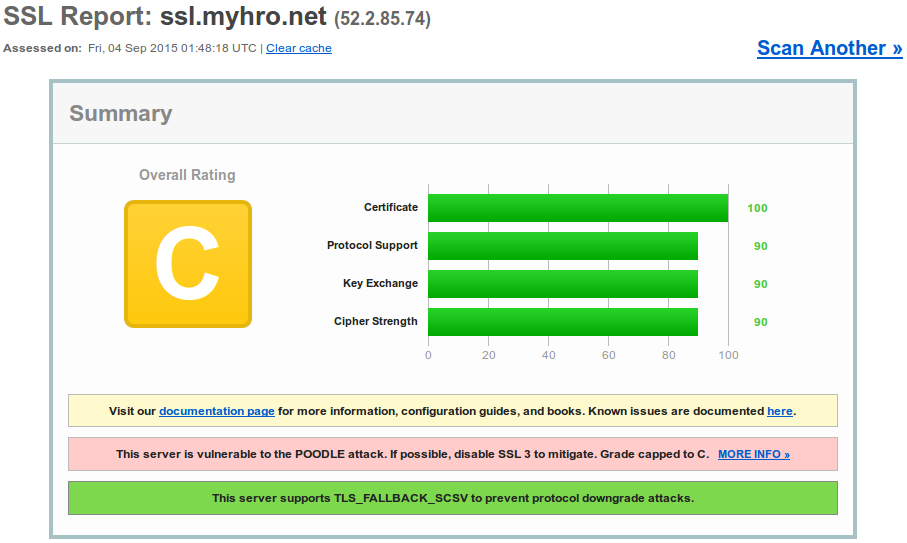 SSL Report: ssl.myhro.net (52.2.85.74)
Assessed on: Fri, 04 Sep 2015 01:48:18 UTC | Clear cache
Scan Another »
Summary
Overall Rating
C
Certificate 100
Protocol Support 90
Key Exchange 90
Cipher Strength 90
0 20 40 60 80 100
Visit our documentation page for more information, configuration guides, and books. Known issues are documented here.
This server is vulnerable to the POODLE attack. If possible, disable SSL 3 to mitigate. Grade capped to C. MORE INFO »
This server supports TLS_FALLBACK_SCSV to prevent protocol downgrade attacks.